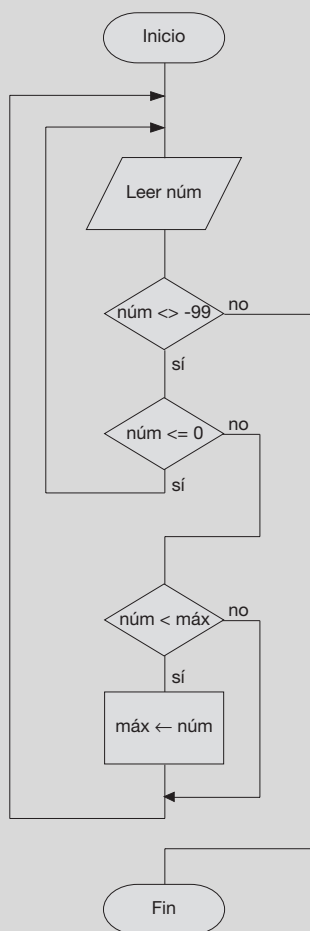 Inicio
Leer núm
núm <> -99
no
sí
núm <= 0
no
sí
núm < máx
no
sí
máx ← núm
Fin